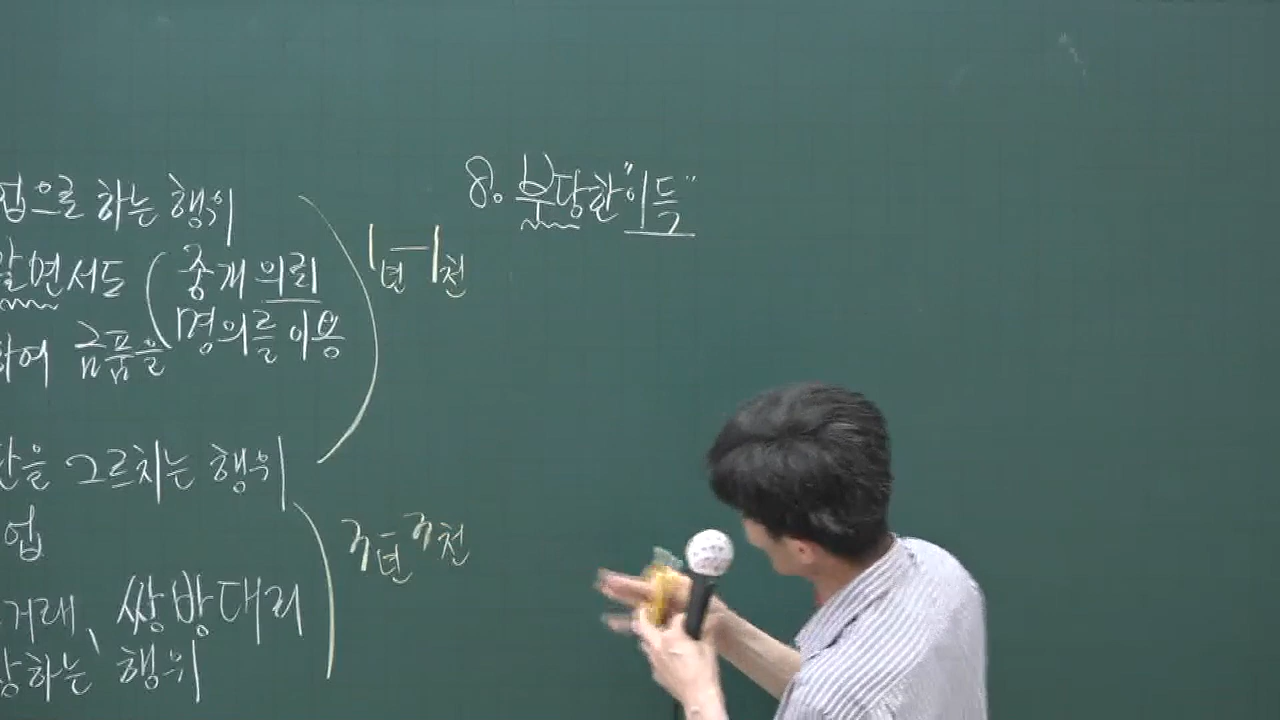 업으로 하는 행위
알면서도 ( 중개의뢰
명의를 이용
하여 금품을
1년-1천
단을 그르치는 행위
업
거래, 쌍방대리
하는 행위
3년 3천
8. 부당한 "이득"